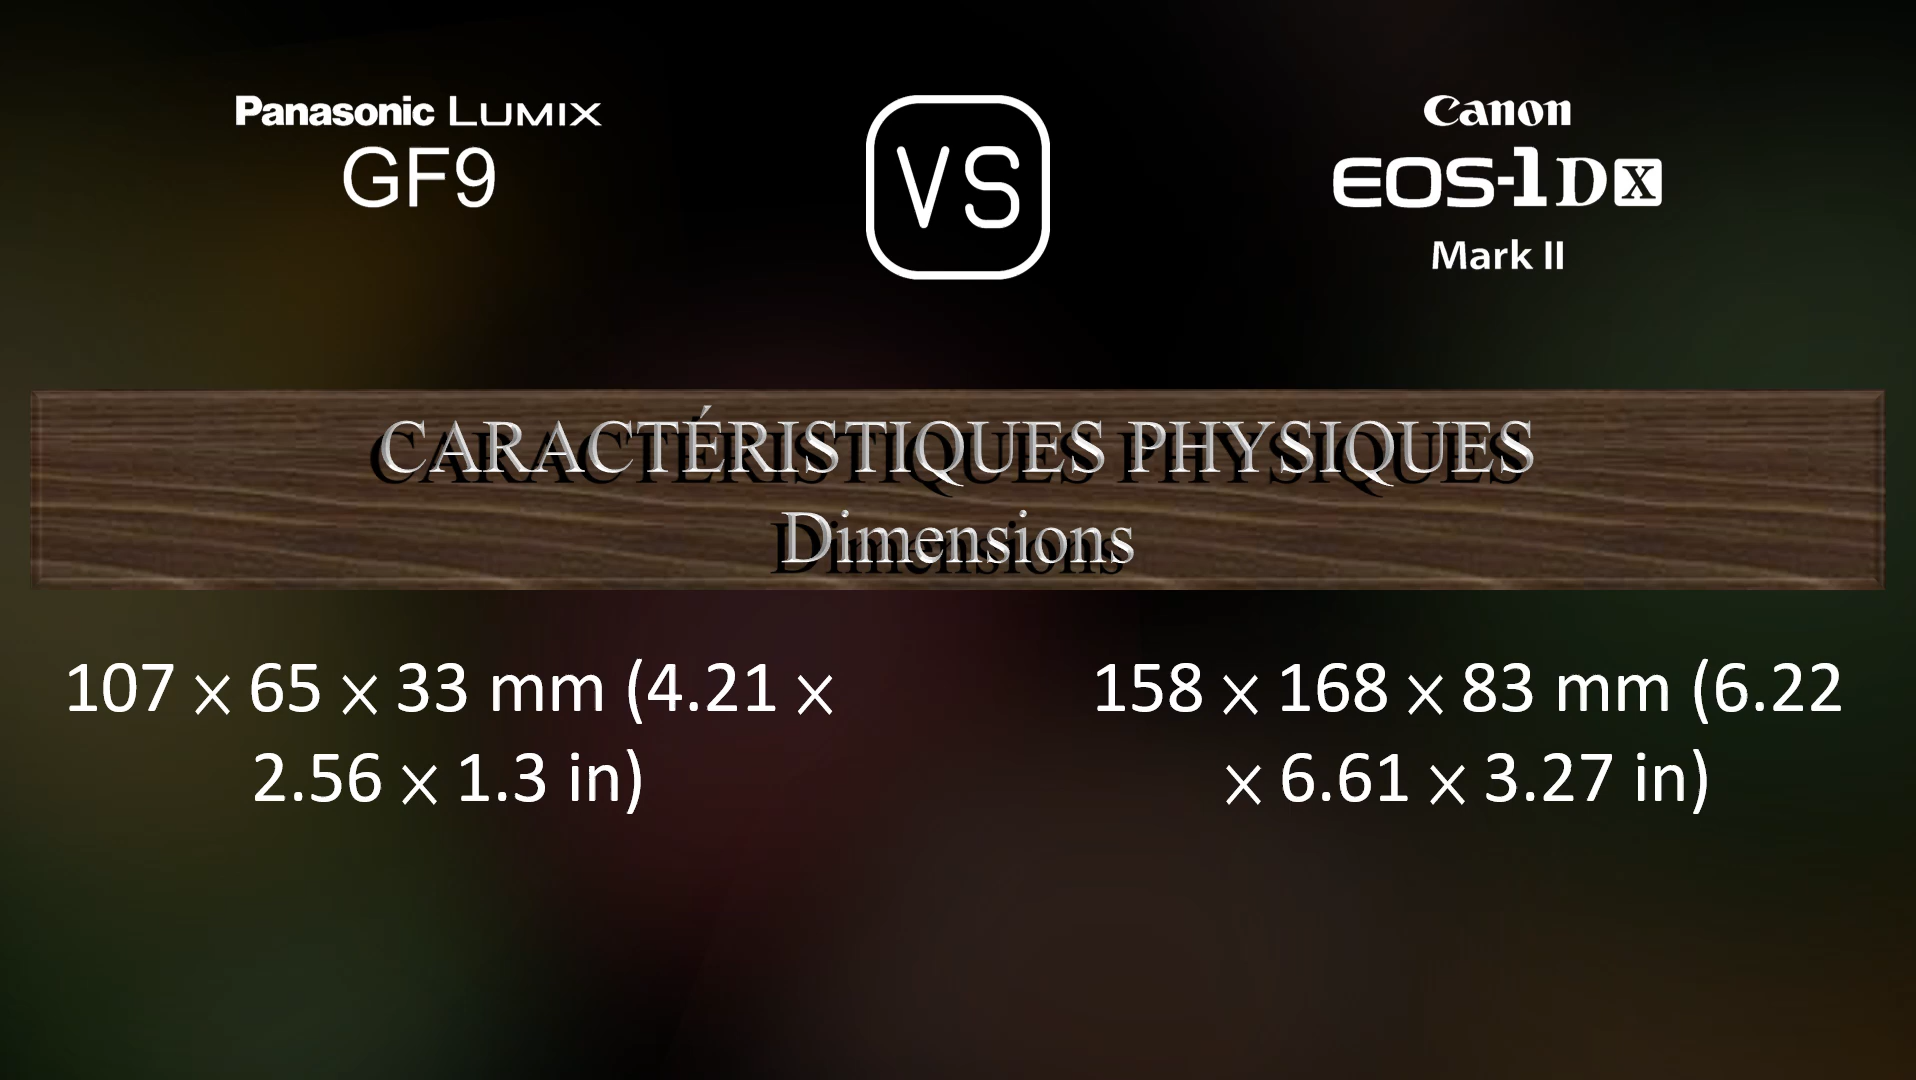 Panasonic LUMIX
GF9
VS
Canon
EOS-1 D X
Mark II
CARACTÉRISTIQUES PHYSIQUES
Dimensions
107 x 65 x 33 mm (4.21 x
2.56 x 1.3 in)
158 x 168 x 83 mm (6.22
x 6.61 x 3.27 in)